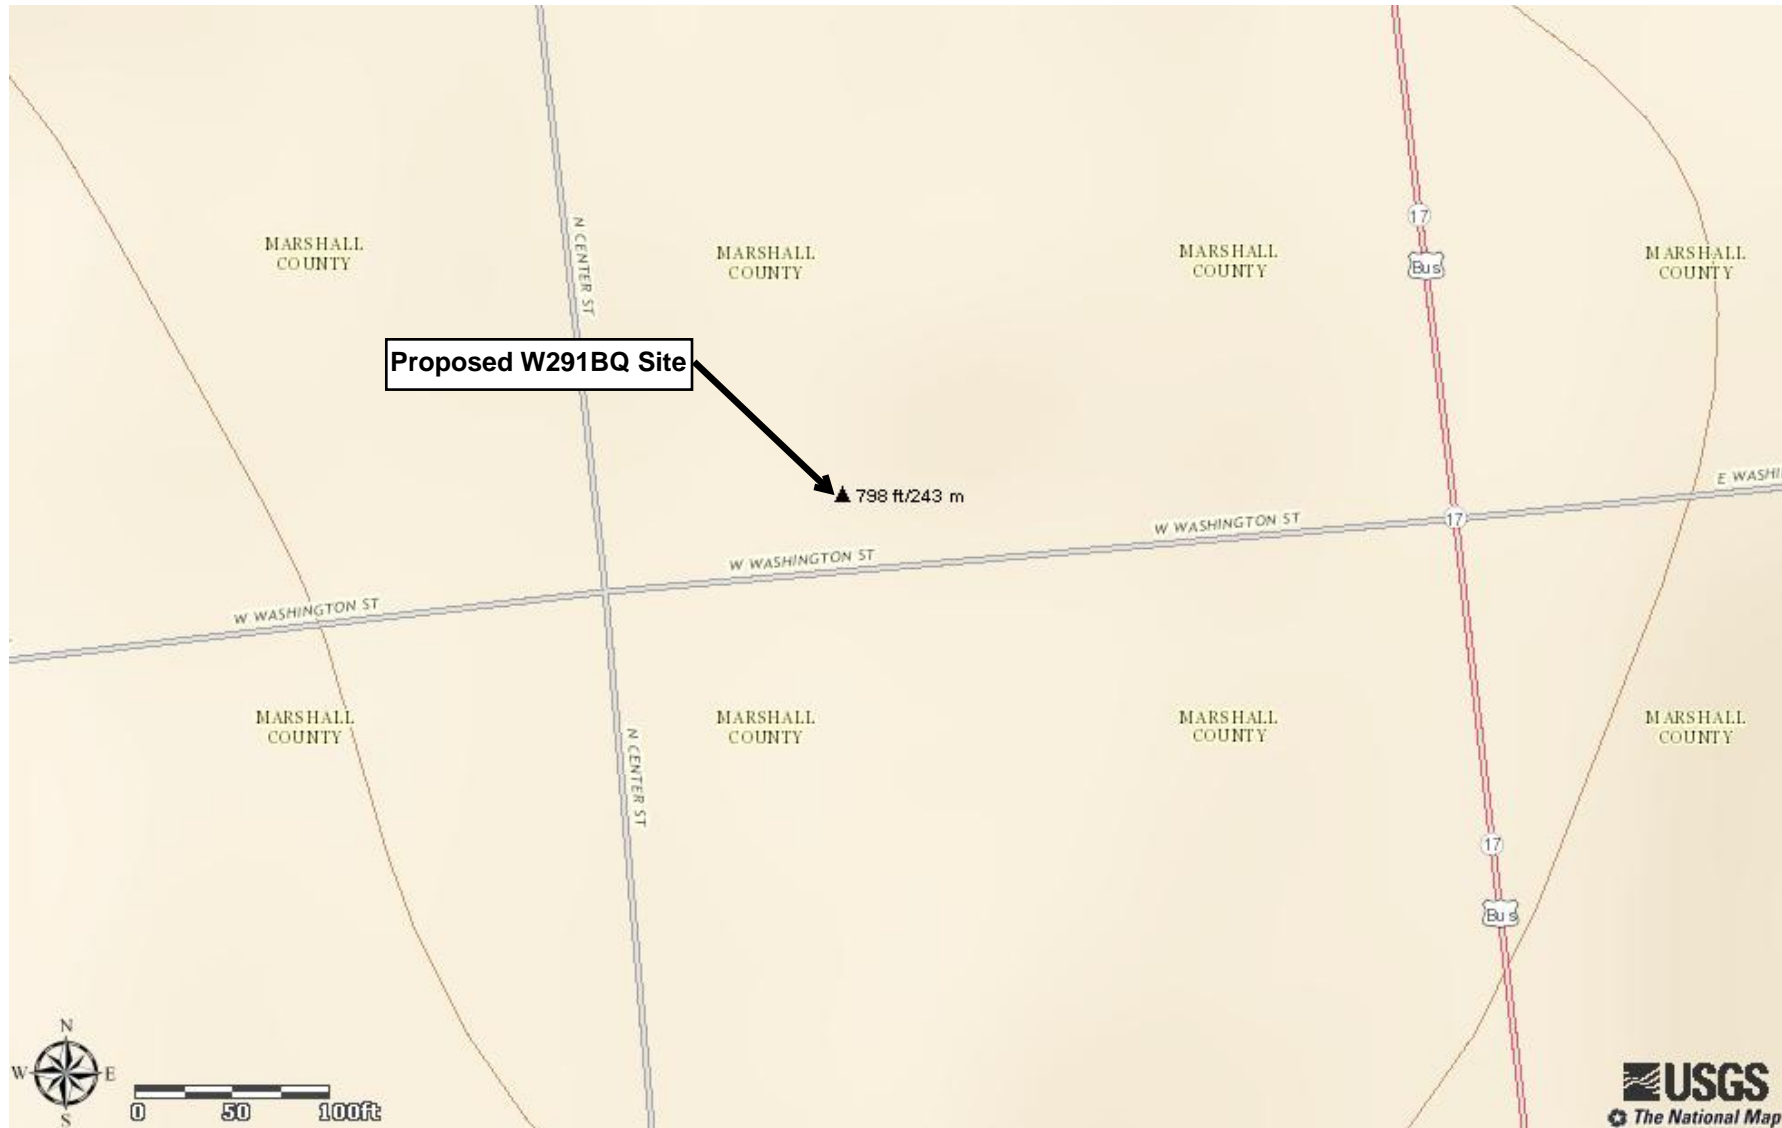 17
Bus
N CENTER ST
MARSHALL
COUNTY
MARSHALL
COUNTY
MARSHALL
COUNTY
MARSHALL
COUNTY
Proposed W291BQ Site
798 ft/243 m
E WASHI
17
W WASHINGTON ST
W WASHINGTON ST
W WASHINGTON ST
MARSHALL
COUNTY
MARSHALL
COUNTY
MARSHALL
COUNTY
MARSHALL
COUNTY
N CENTER ST
17
Bus
N
W E
S
0 50 100ft
USGS
The National Map